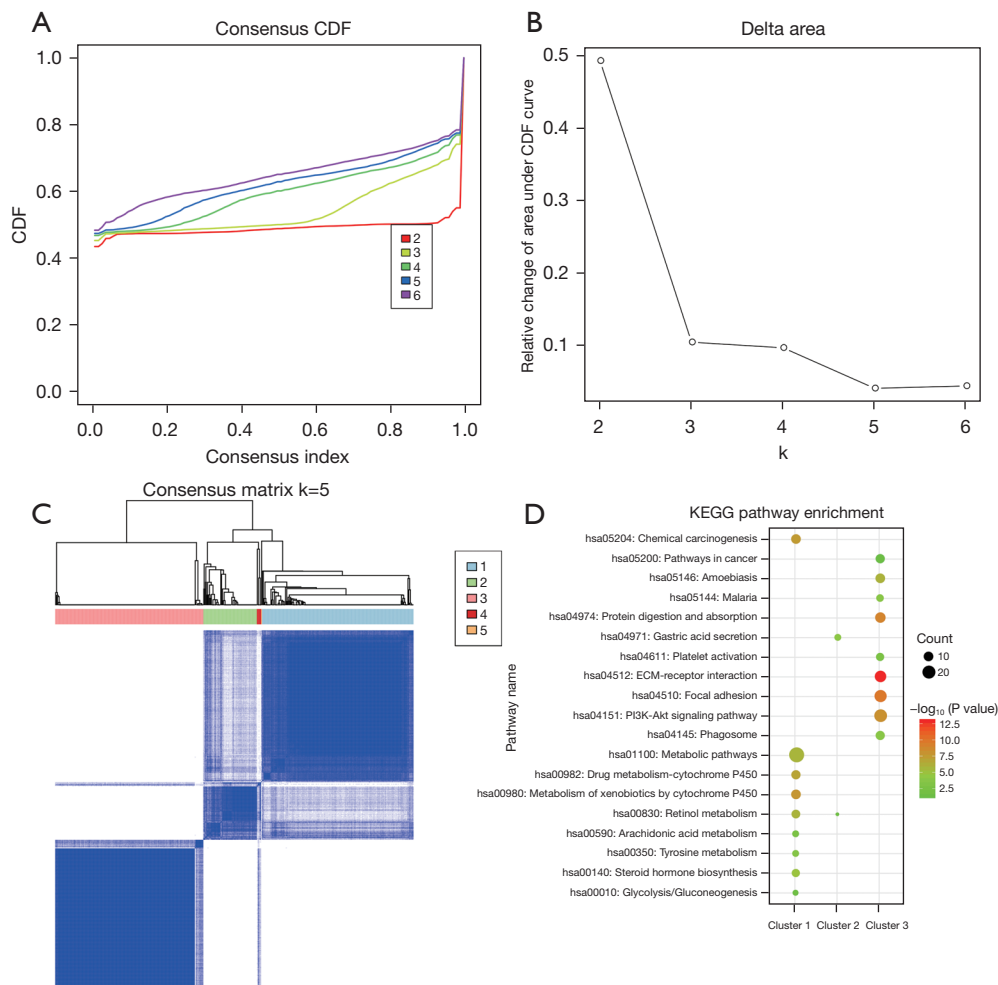 A
Consensus CDF
1.0
0.8
0.6
0.4
0.2
0.0
CDF
2
3
4
5
6
0.0 0.2 0.4 0.6 0.8 1.0
Consensus index
B
Delta area
0.5
0.4
0.3
0.2
0.1
Relative change of area under CDF curve
2 3 4 5 6
k
C
Consensus matrix k=5
1
2
3
4
5
D
KEGG pathway enrichment
Pathway name
hsa05204: Chemical carcinogenesis
hsa05200: Pathways in cancer
hsa05146: Amoebiasis
hsa05144: Malaria
hsa04974: Protein digestion and absorption
hsa04971: Gastric acid secretion
hsa04611: Platelet activation
hsa04512: ECM-receptor interaction
hsa04510: Focal adhesion
hsa04151: PI3K-Akt signaling pathway
hsa04145: Phagosome
hsa01100: Metabolic pathways
hsa00982: Drug metabolism-cytochrome P450
hsa00980: Metabolism of xenobiotics by cytochrome P450
hsa00830: Retinol metabolism
hsa00590: Arachidonic acid metabolism
hsa00350: Tyrosine metabolism
hsa00140: Steroid hormone biosynthesis
hsa00010: Glycolysis/Gluconeogenesis
Cluster 1 Cluster 2 Cluster 3
Count
10
20
–log₁₀ (P value)
12.5
10.0
7.5
5.0
2.5